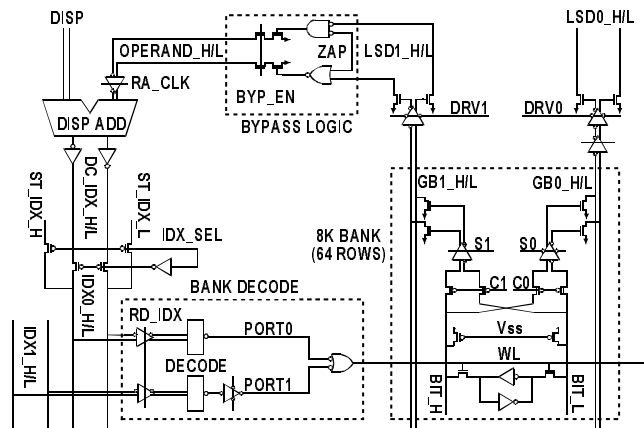 DISP
LSD0_H/L
OPERAND_H/L
ZAP
LSD1_H/L
RA_CLK
BYP_EN
DRV1
DRV0
DISP ADD
BYPASS LOGIC
ST_IDX_H
DC_IDX_H/L
ST_IDX_L
GB1_H/L
GB0_H/L
IDX_SEL
8K BANK
(64 ROWS)
S1
S0
BANK DECODE
C1
C0
IDX0_H/L
RD_IDX
PORT0
Vss
IDX1_H/L
DECODE
WL
PORT1
BIT_H
BIT_L